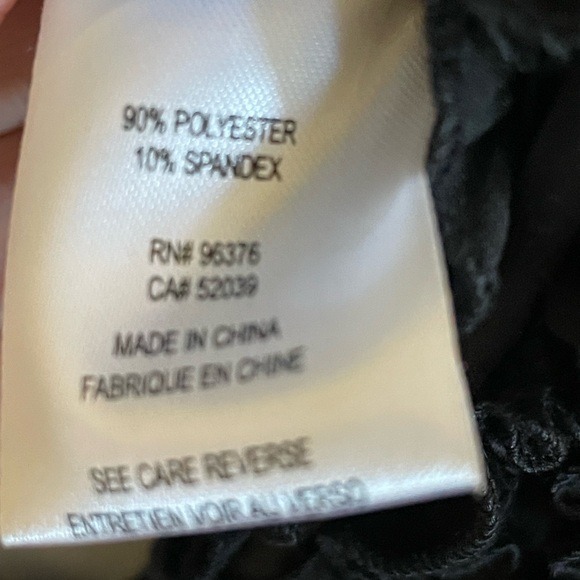 90% POLYESTER
10% SPANDEX
RN# 96376
CA# 52039
MADE IN CHINA
FABRIQUE EN CHINE
SEE CARE REVERSE
ENTRETIEN VOIR AU VERSO